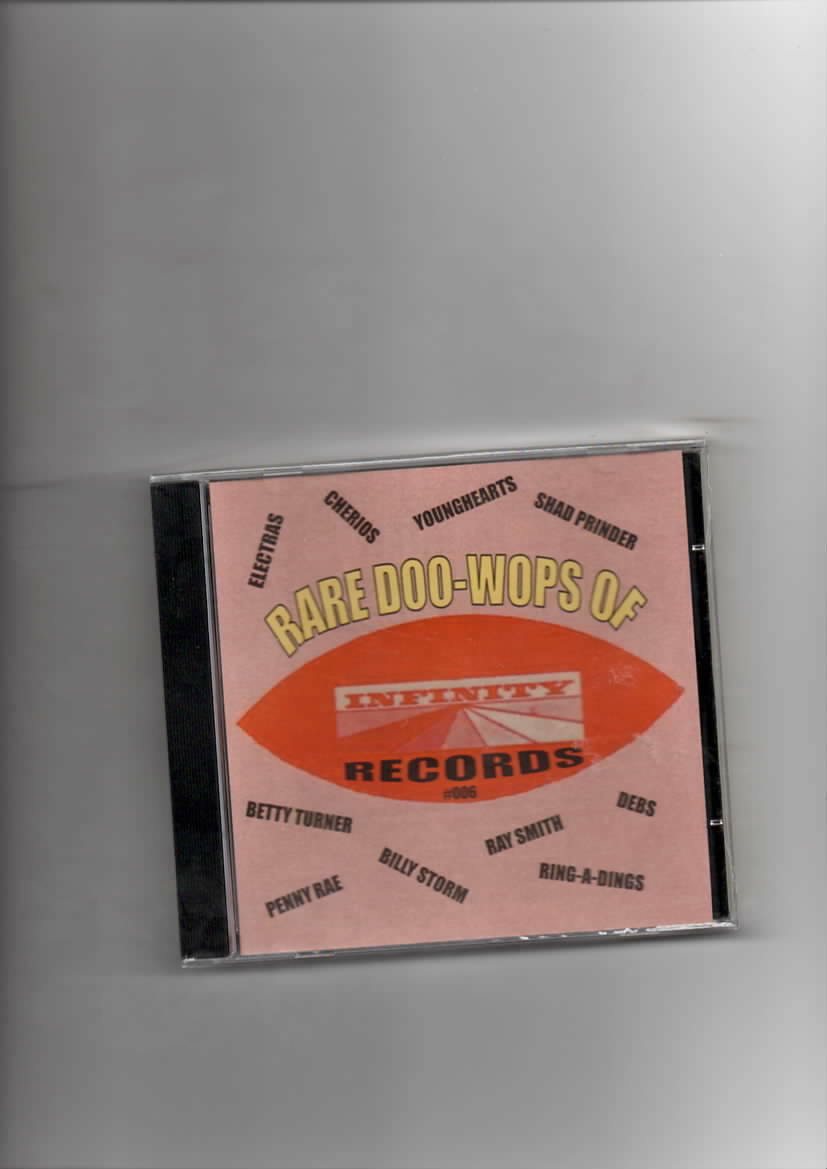 ELECTRAS
CHERIOS
YOUNGHEARTS
SHAD PRINDER
RARE DOO-WOPS OF
INFINITY
RECORDS
#006
BETTY TURNER
DEBS
RAY SMITH
BILLY STORM
RING-A-DINGS
PENNY RAE